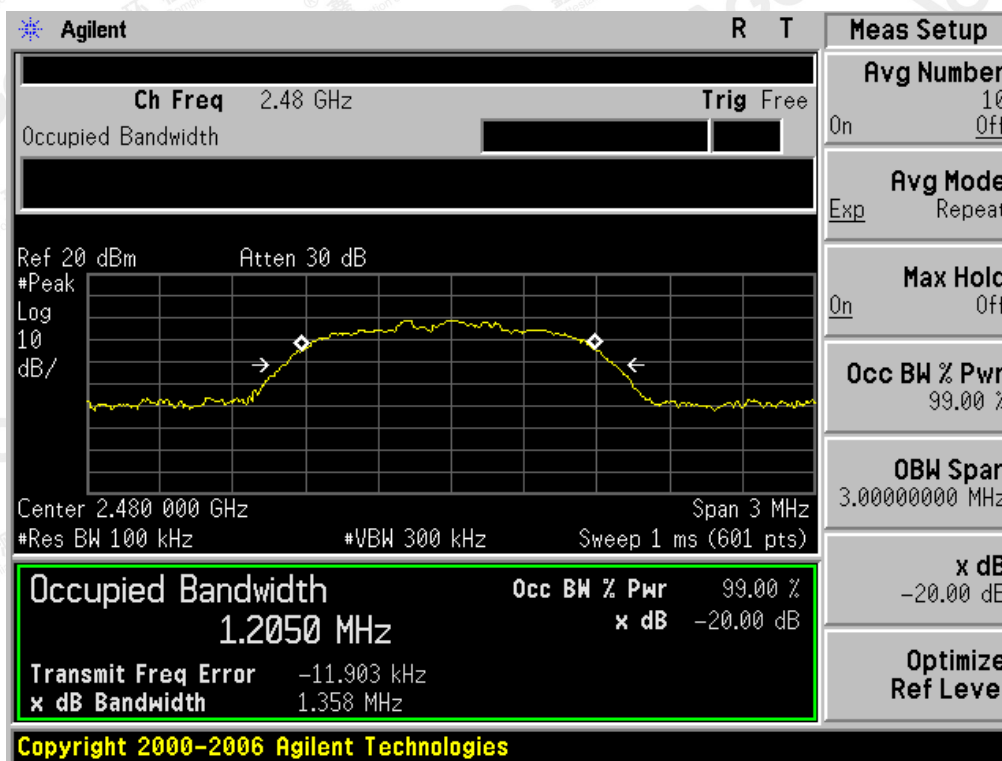 Agilent R T Meas Setup
Ch Freq 2.48 GHz Trig Free
Occupied Bandwidth
Ref 20 dBm Atten 30 dB
#Peak
Log
10
dB/
Center 2.480 000 GHz Span 3 MHz
#Res BW 100 kHz #VBW 300 kHz Sweep 1 ms (601 pts)
Occupied Bandwidth Occ BW % Pwr 99.00 %
1.2050 MHz x dB -20.00 dB
Transmit Freq Error -11.903 kHz
x dB Bandwidth 1.358 MHz
Copyright 2000-2006 Agilent Technologies
Avg Number
10
On Off
Avg Mode
Exp Repeat
Max Hold
On Off
Occ BW % Pwr
99.00 %
OBW Span
3.00000000 MHz
x dB
-20.00 dB
Optimize
Ref Level